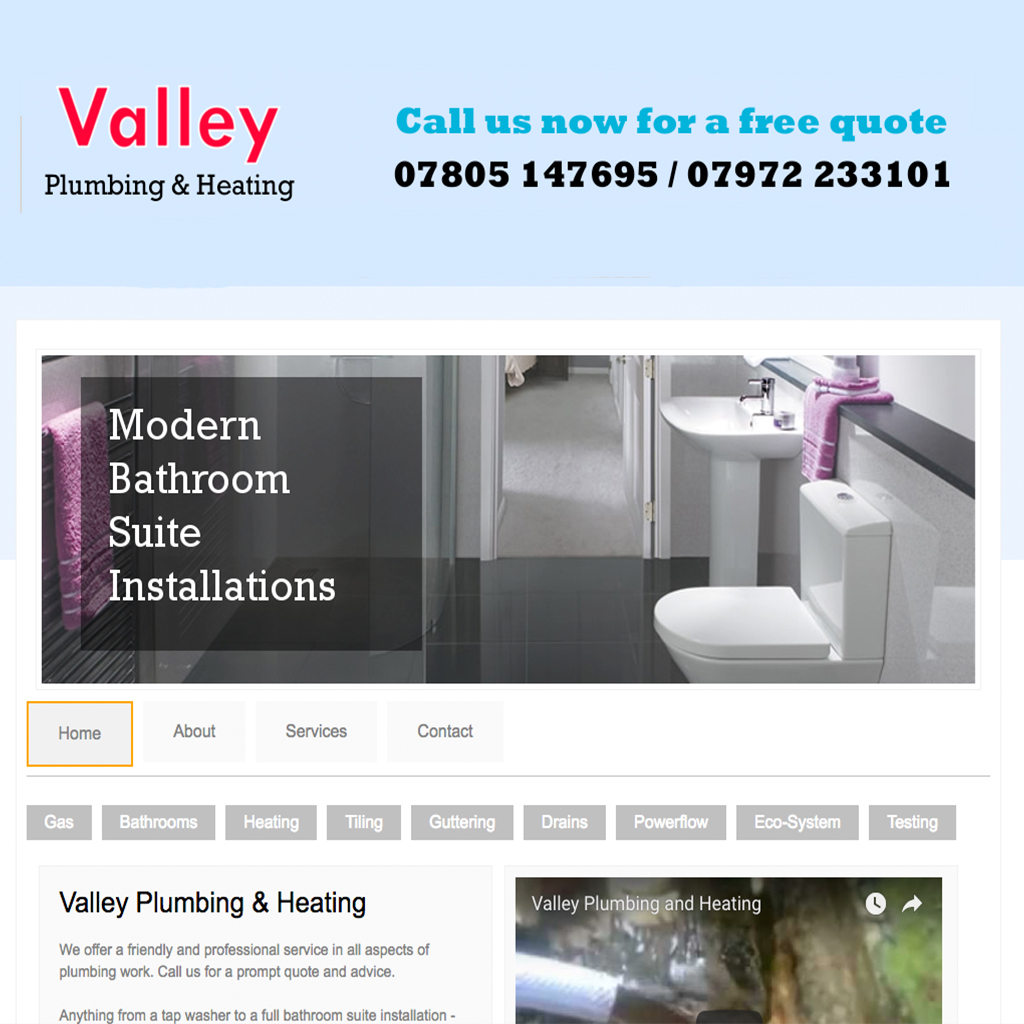 Valley
Plumbing & Heating
Call us now for a free quote
07805 147695 / 07972 233101
Modern
Bathroom
Suite
Installations
Home About Services Contact
Gas Bathrooms Heating Tiling Guttering Drains Powerflow Eco-System Testing
Valley Plumbing & Heating
We offer a friendly and professional service in all aspects of
plumbing work. Call us for a prompt quote and advice.
Anything from a tap washer to a full bathroom suite installation -
Valley Plumbing and Heating